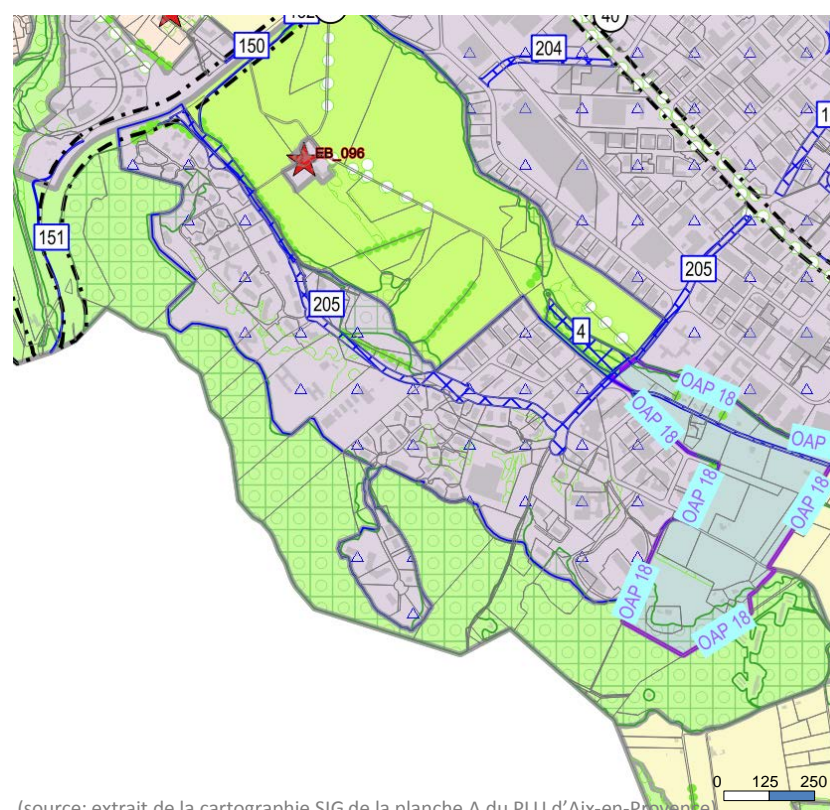 40
150
204
EB_096
151
205
205
4
OAP 18
OAP 18
OAP
OAP 18
OAP 18
OAP 18
OAP 18
0 125 250
(source: extrait de la cartographie SIG de la planche A du PLU d'Aix-en-Provence)